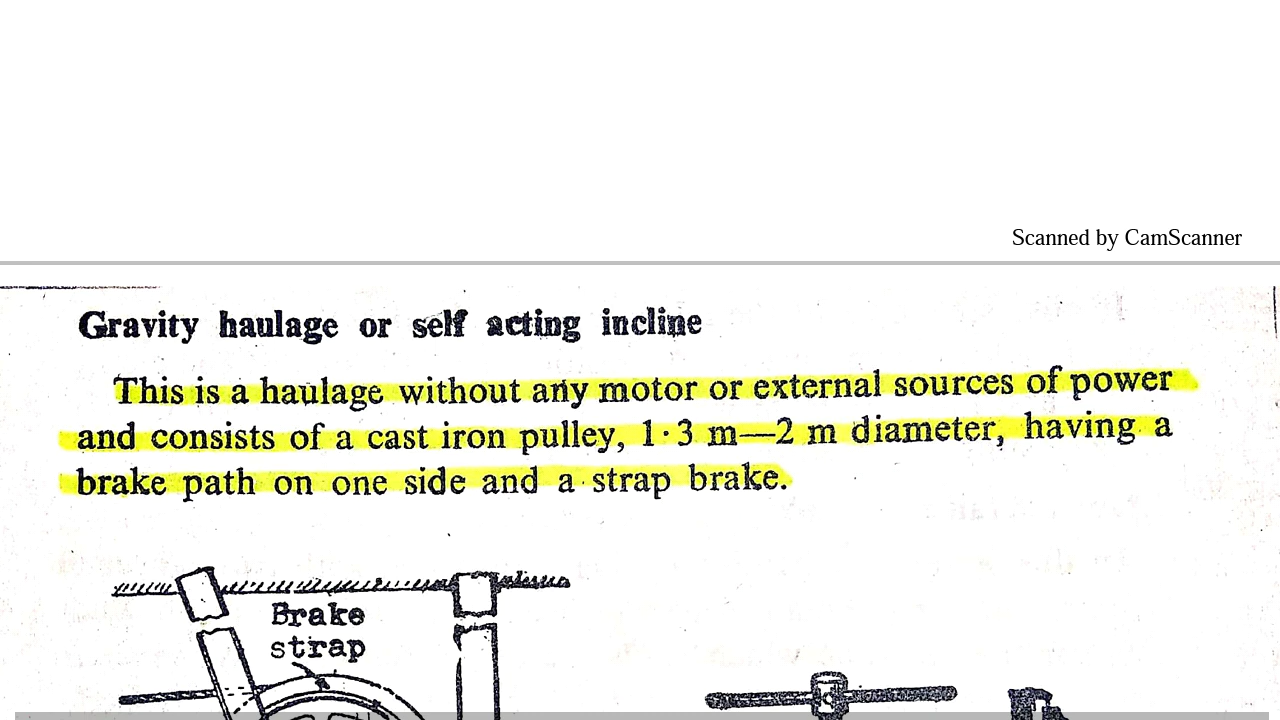 Scanned by CamScanner
Gravity haulage or self acting incline
This is a haulage without any motor or external sources of power
and consists of a cast iron pulley, 1·3 m—2 m diameter, having a
brake path on one side and a strap brake.
Brake
strap